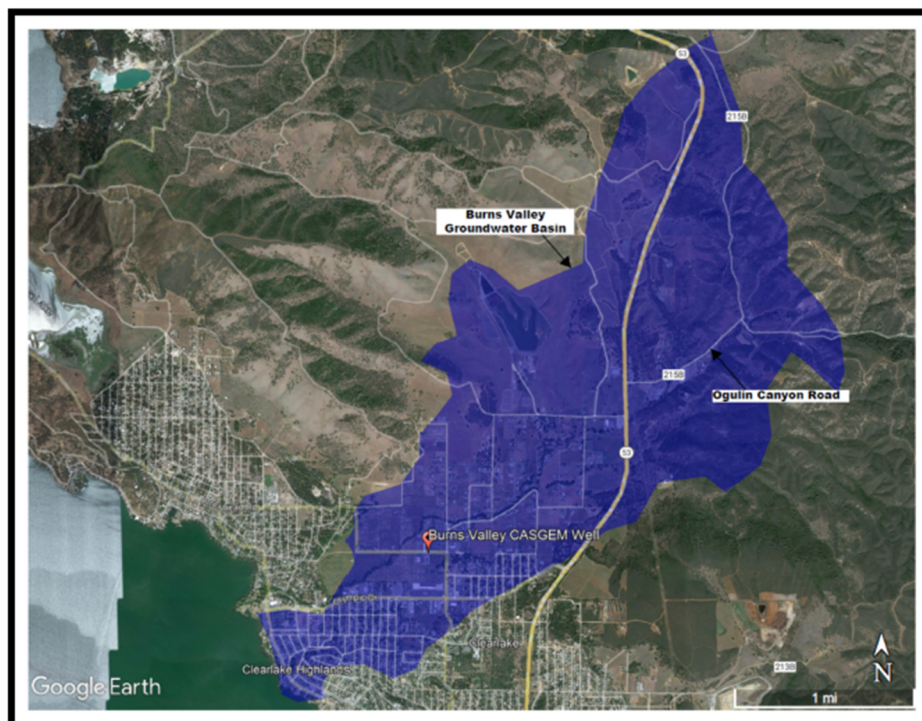 53
215B
Burns Valley
Groundwater Basin
215B
Ogulin Canyon Road
53
Burns Valley CASGEM Well
Clearlake
Clearlake Highlands
213B
N
Google Earth
1 mi